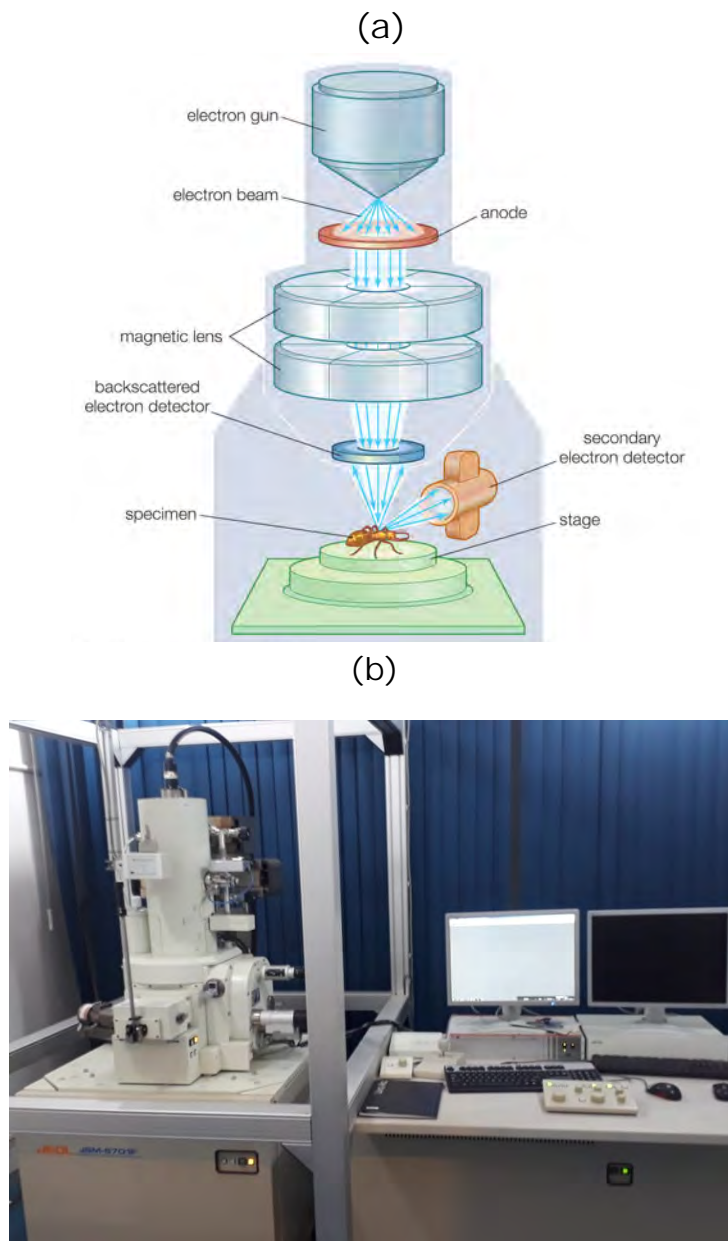 (a)
electron gun
electron beam
anode
magnetic lens
backscattered
electron detector
secondary
electron detector
specimen
stage
(b)
JEOL JSM-6701F